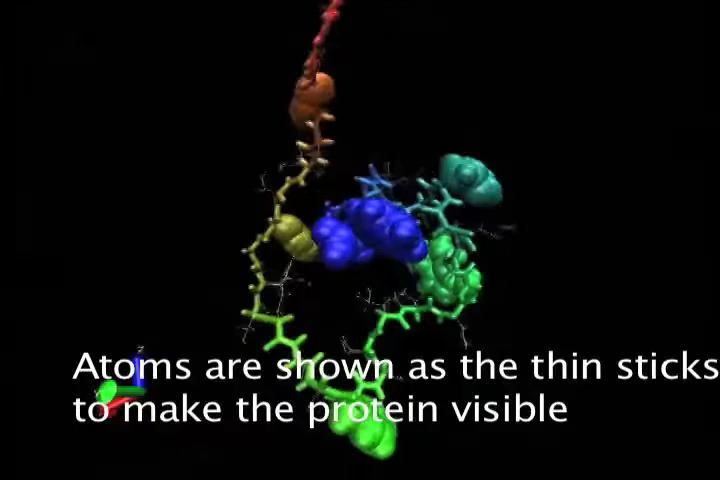 Atoms are shown as the thin sticks
to make the protein visible